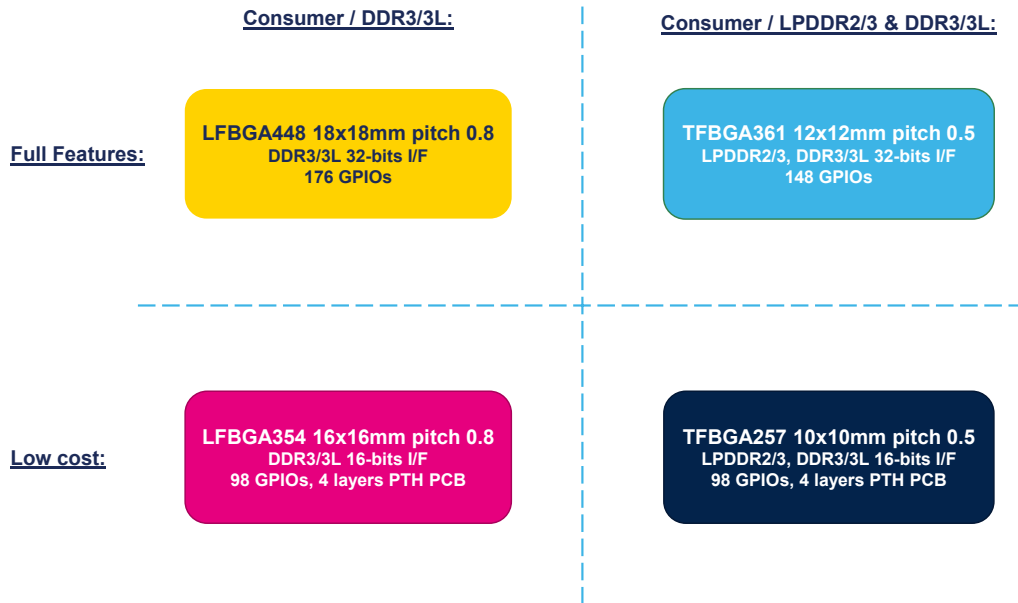 Consumer / DDR3/3L:
Consumer / LPDDR2/3 & DDR3/3L:
Full Features:
LFBGA448 18x18mm pitch 0.8
DDR3/3L 32-bits I/F
176 GPIOs
TFBGA361 12x12mm pitch 0.5
LPDDR2/3, DDR3/3L 32-bits I/F
148 GPIOs
Low cost:
LFBGA354 16x16mm pitch 0.8
DDR3/3L 16-bits I/F
98 GPIOs, 4 layers PTH PCB
TFBGA257 10x10mm pitch 0.5
LPDDR2/3, DDR3/3L 16-bits I/F
98 GPIOs, 4 layers PTH PCB